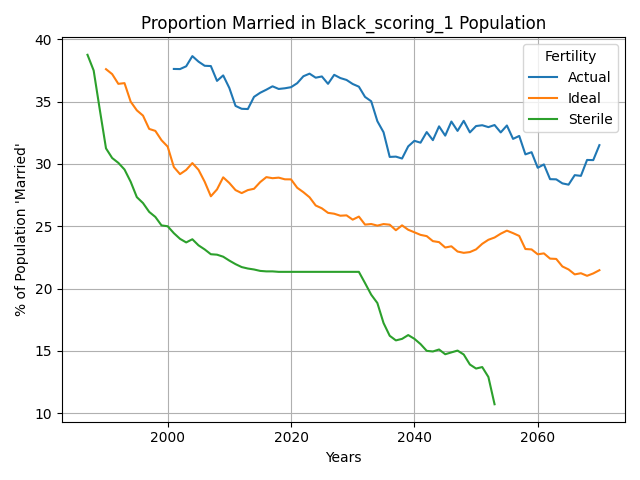 Proportion Married in Black_scoring_1 Population
% of Population 'Married'
40
35
30
25
20
15
10
Fertility
Actual
Ideal
Sterile
2000
2020
2040
2060
Years